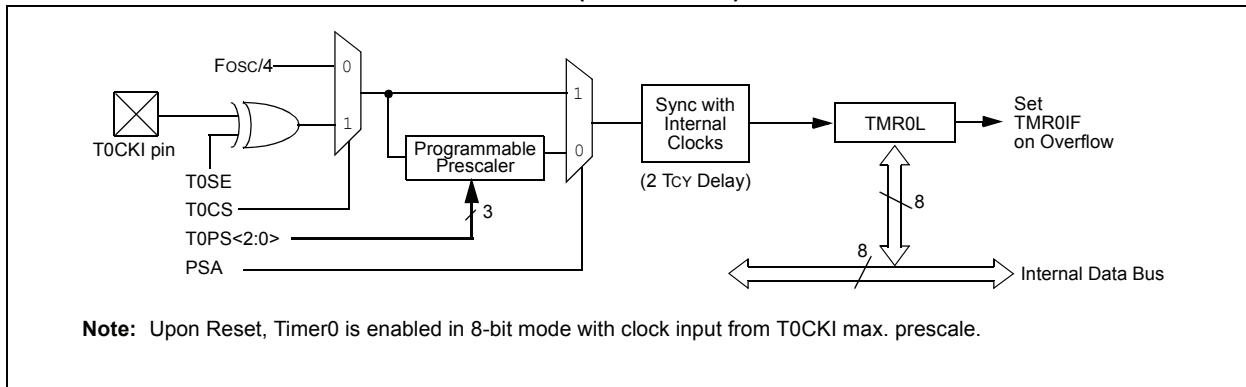 FOSC/4
0
1
T0CKI pin
T0SE
T0CS
T0PS<2:0>
PSA
Programmable
Prescaler
3
1
0
Sync with
Internal
Clocks
(2 TCY Delay)
TMR0L
Set
TMR0IF
on Overflow
8
8
Internal Data Bus
Note: Upon Reset, Timer0 is enabled in 8-bit mode with clock input from T0CKI max. prescale.